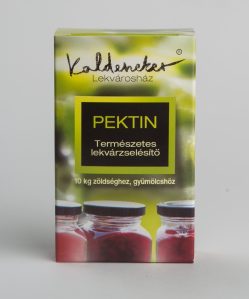 Kaldeneker®
Lekvárosház
PEKTIN
Természetes
lekvárzselésítő
10 kg zöldséghez, gyümölcshöz